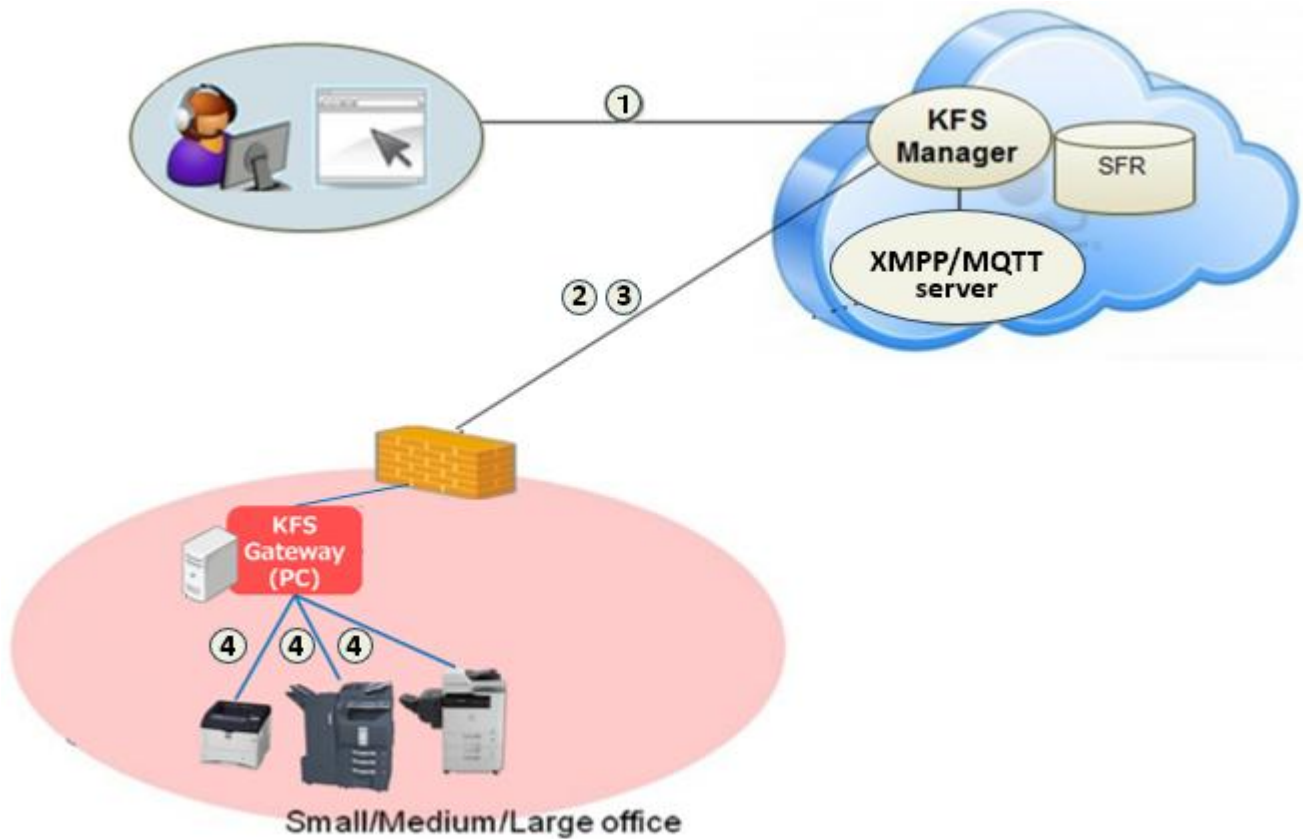 ①
KFS
Manager
SFR
XMPP/MQTT
server
② ③
KFS
Gateway
(PC)
④ ④ ④
Small/Medium/Large office